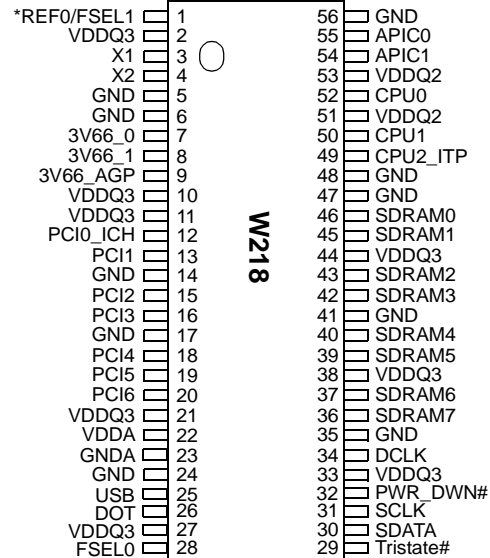 *REF0/FSEL1 1
VDDQ3 2
X1 3
X2 4
GND 5
GND 6
3V66_0 7
3V66_1 8
3V66_AGP 9
VDDQ3 10
VDDQ3 11
PCI0_ICH 12
PCI1 13
GND 14
PCI2 15
PCI3 16
GND 17
PCI4 18
PCI5 19
PCI6 20
VDDQ3 21
VDDA 22
GNDA 23
GND 24
USB 25
DOT 26
VDDQ3 27
FSEL0 28
W218
56 GND
55 APIC0
54 APIC1
53 VDDQ2
52 CPU0
51 VDDQ2
50 CPU1
49 CPU2_ITP
48 GND
47 GND
46 SDRAM0
45 SDRAM1
44 VDDQ3
43 SDRAM2
42 SDRAM3
41 GND
40 SDRAM4
39 SDRAM5
38 VDDQ3
37 SDRAM6
36 SDRAM7
35 GND
34 DCLK
33 VDDQ3
32 PWR_DWN#
31 SCLK
30 SDATA
29 Tristate#